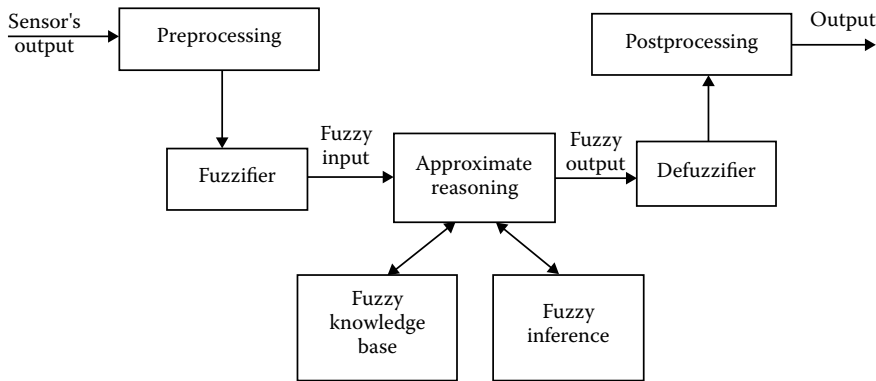 Sensor's
output
Preprocessing
Postprocessing
Output
Fuzzifier
Fuzzy
input
Approximate
reasoning
Fuzzy
output
Defuzzifier
Fuzzy
knowledge
base
Fuzzy
inference